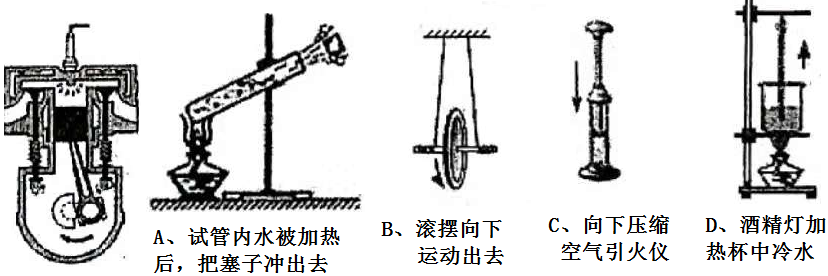 A、试管内水被加热
后，把塞子冲出去
B、滚摆向下
运动出去
C、向下压缩
空气引火仪
D、酒精灯加
热杯中冷水